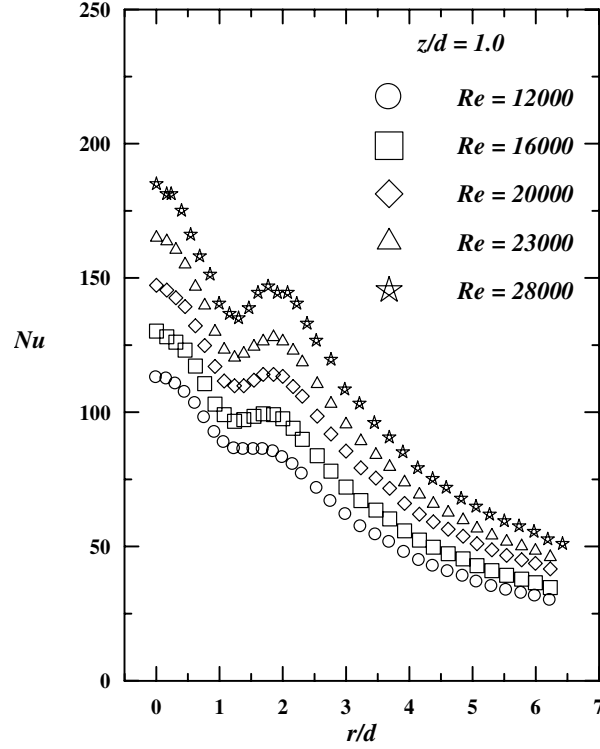 250
200
150
100
50
0
Nu
z/d = 1.0
Re = 12000
Re = 16000
Re = 20000
Re = 23000
Re = 28000
0 1 2 3 4 5 6 7
r/d